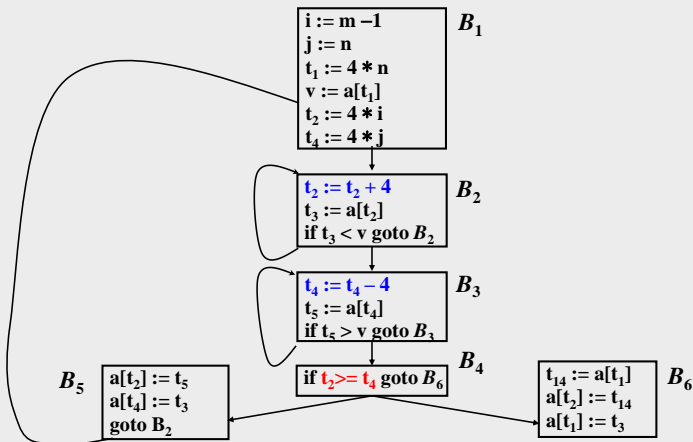 i := m −1
j := n
t₁ := 4 * n
v := a[t₁]
t₂ := 4 * i
t₄ := 4 * j
B₁
t₂ := t₂ + 4
t₃ := a[t₂]
if t₃ < v goto B₂
B₂
t₄ := t₄ − 4
t₅ := a[t₄]
if t₅ > v goto B₃
B₃
if t₂>= t₄ goto B₆
B₄
B₅
a[t₂] := t₅
a[t₄] := t₃
goto B₂
t₁₄ := a[t₁]
a[t₂] := t₁₄
a[t₁] := t₃
B₆